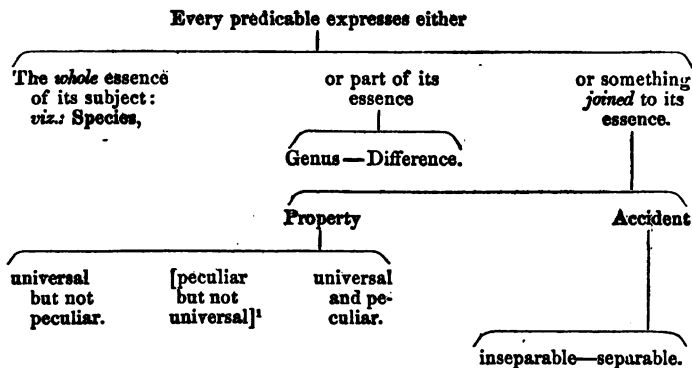 Every predicable expresses either
The whole essence
of its subject:
viz.: Species,
or part of its
essence
or something
joined to its
essence.
Genus—Difference.
Property
Accident
universal
but not
peculiar.
[peculiar
but not
universal]¹
universal
and pe-
culiar.
inseparable—separable.